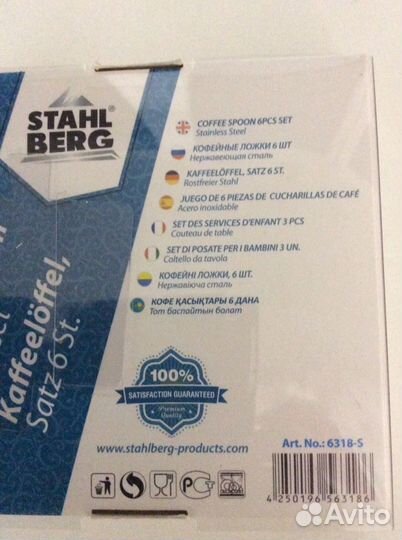 STAHL®
BERG
COFFEE SPOON 6PCS SET
Stainless Steel
КОФЕЙНЫЕ ЛОЖКИ 6 ШТ
Нержавеющая сталь
KAFFEELÖFFEL, SATZ 6 ST.
Rostfreier Stahl
JUEGO DE 6 PIEZAS DE CUCHARILLAS DE CAFÉ
Acero inoxidable
SET DES SERVICES D'ENFANT 3 PCS
Couteau de table
SET DI POSATE PER I BAMBINI 3 UN.
Coltello da tavola
КОФЕЙНІ ЛОЖКИ, 6 ШТ.
Нержавіюча сталь
КОФЕ ҚАСЫҚТАРЫ 6 ДАНА
Тот баспайтын болат
Kaffeelöffel,
Satz 6 St.
100%
SATISFACTION GUARANTEED
Premium
Quality
www.stahlberg-products.com
Art. No.: 6318-S
4 250196 563186
Avito